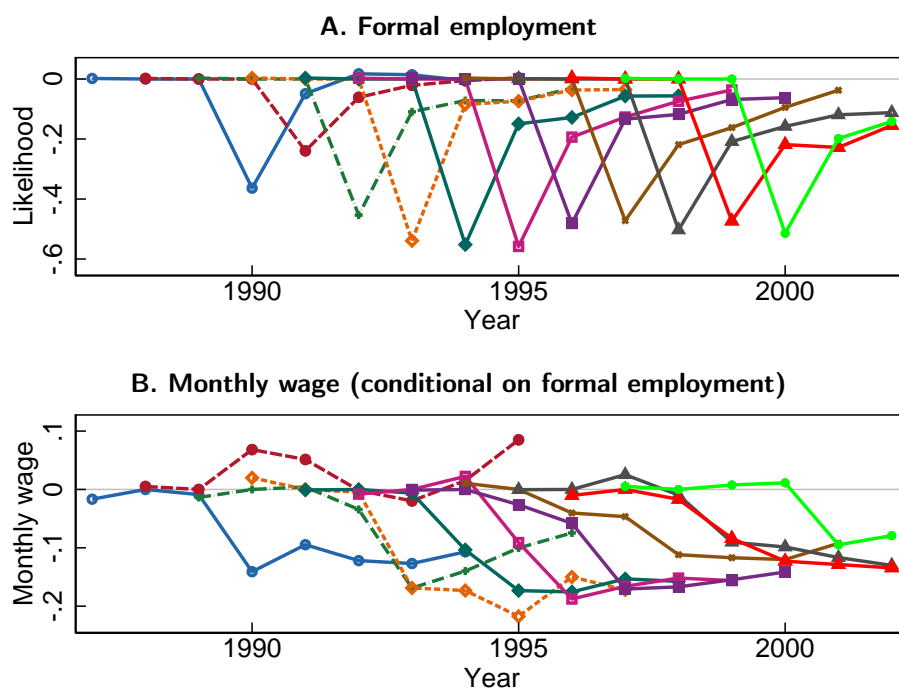 A. Formal employment
Likelihood
0
-.2
-.4
-.6
1990
1995
2000
Year
B. Monthly wage (conditional on formal employment)
Monthly wage
.1
0
-.1
-.2
1990
1995
2000
Year